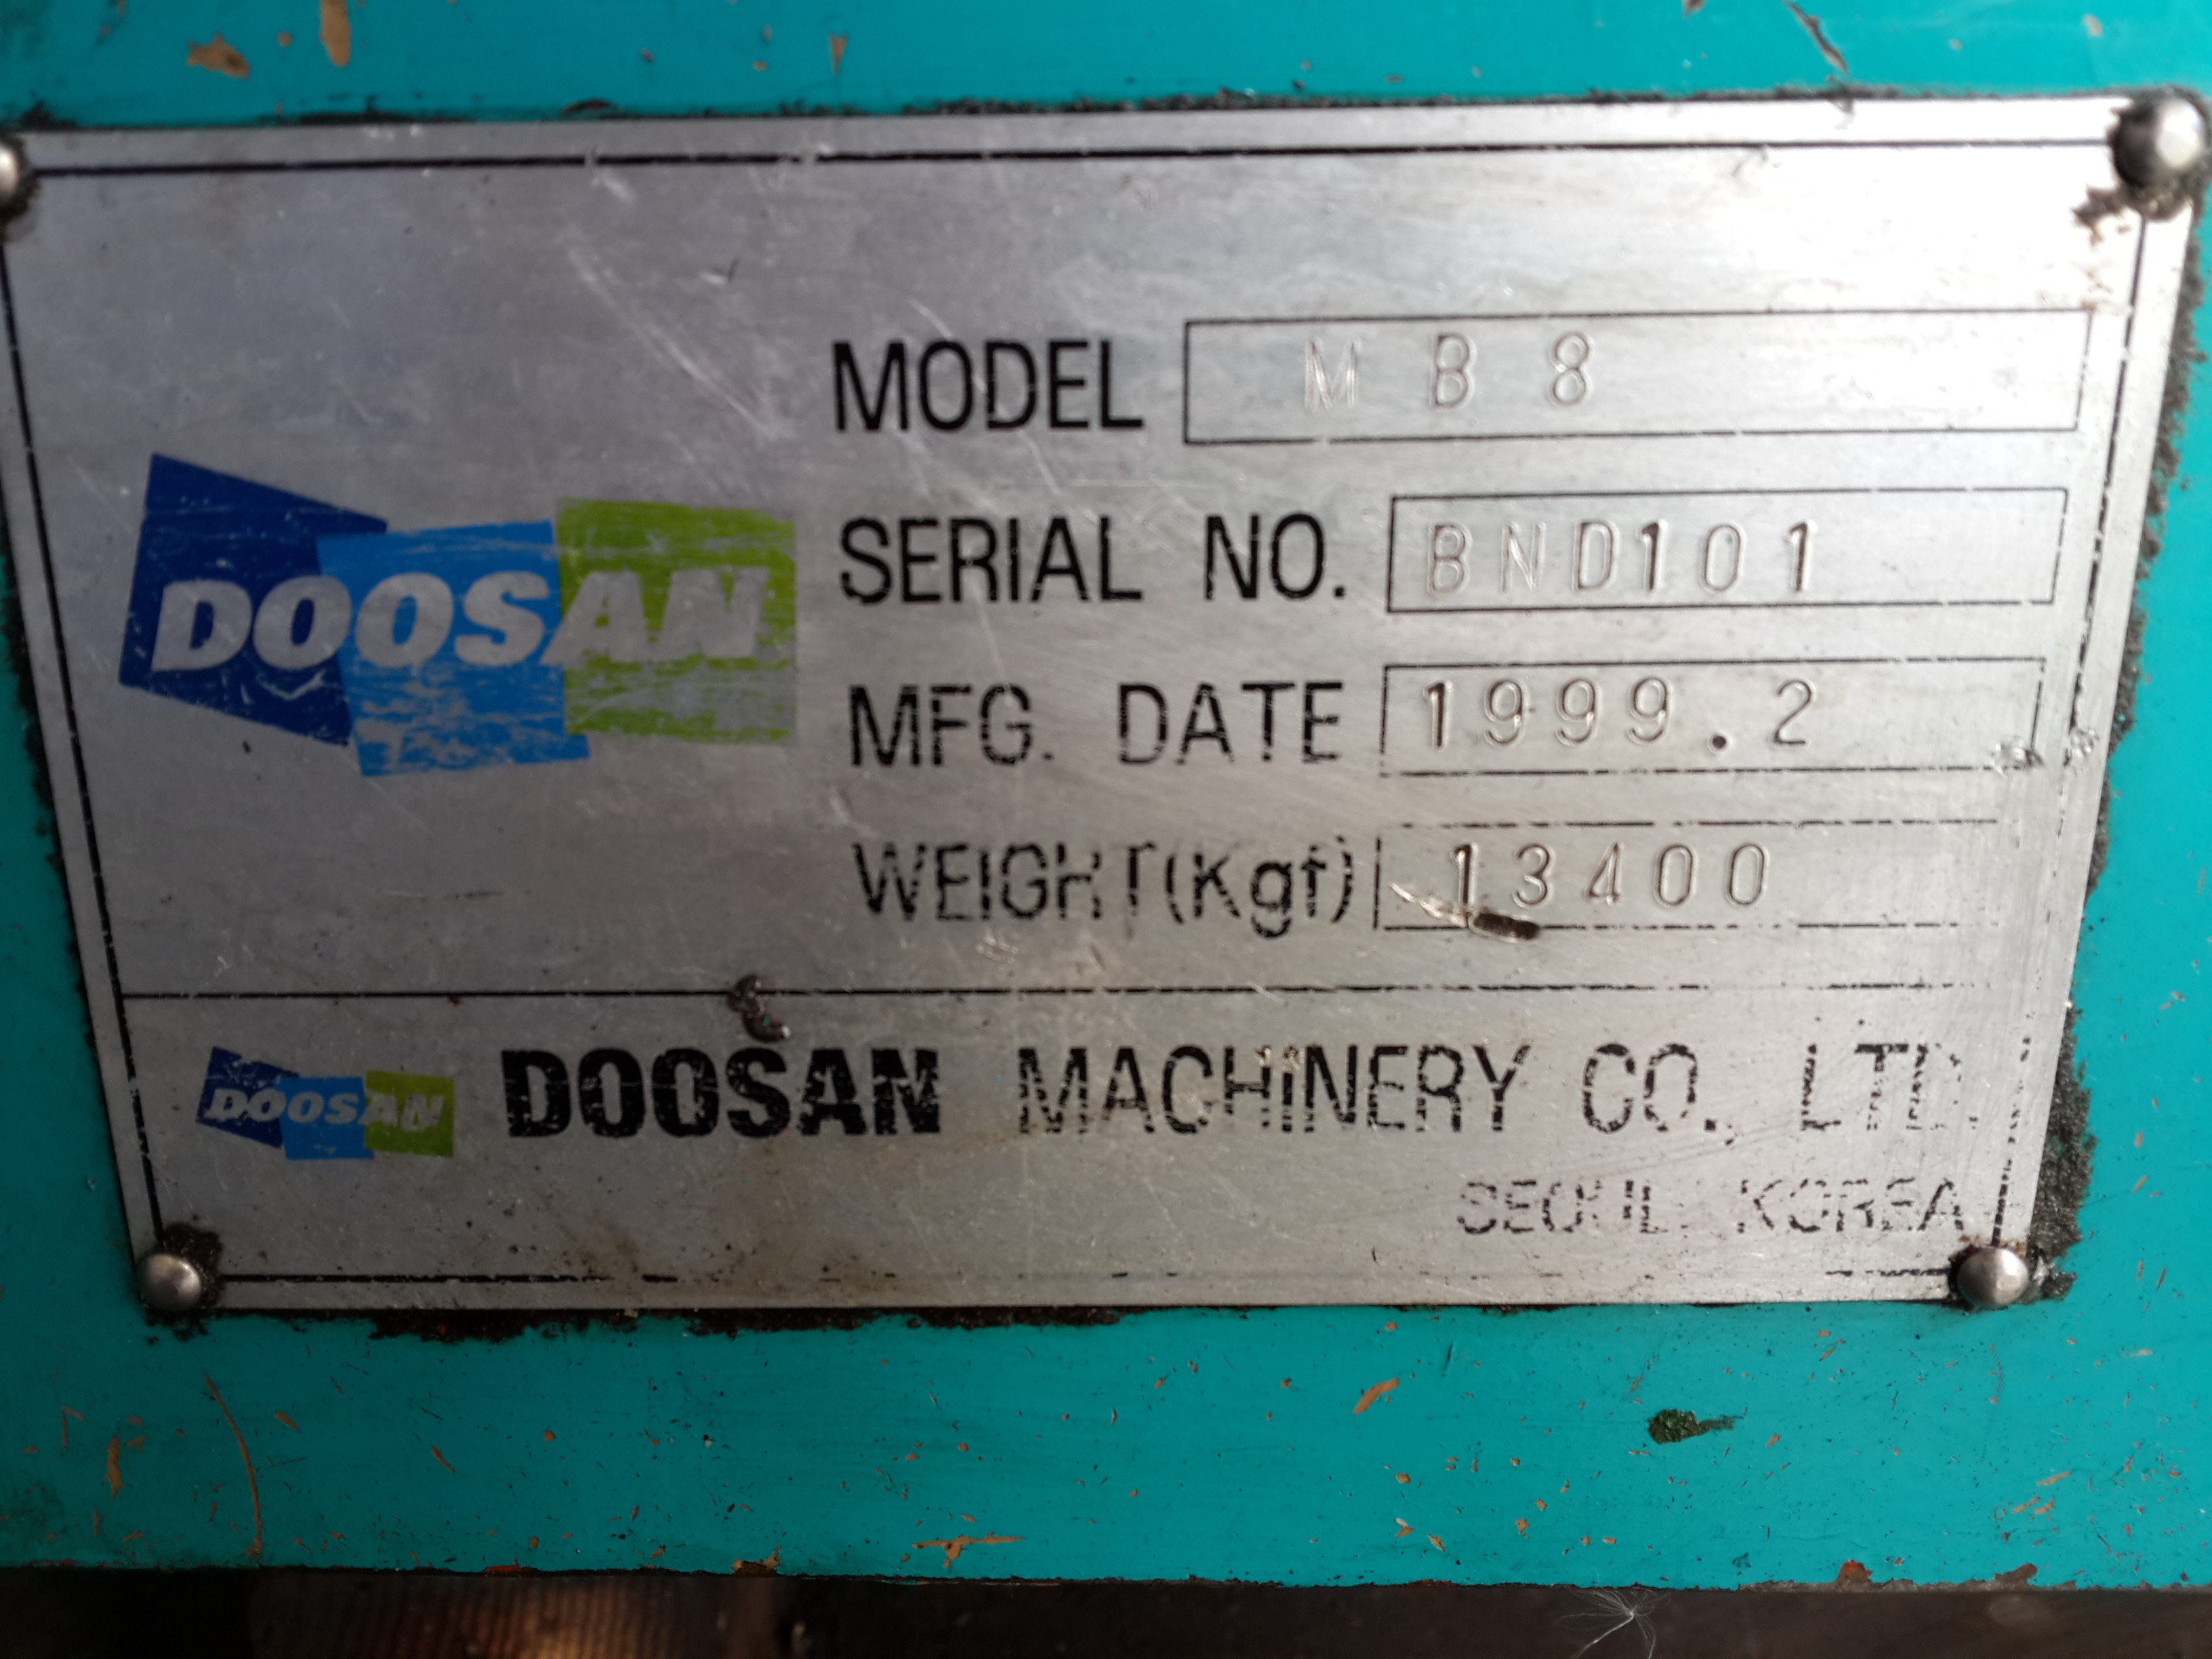 MODEL MB8
DOOSAN
SERIAL NO. BND101
MFG. DATE 1999.2
WEIGHT(Kgf) 13400
DOOSAN DOOSAN MACHINERY CO., LTD.
SEOUL KOREA